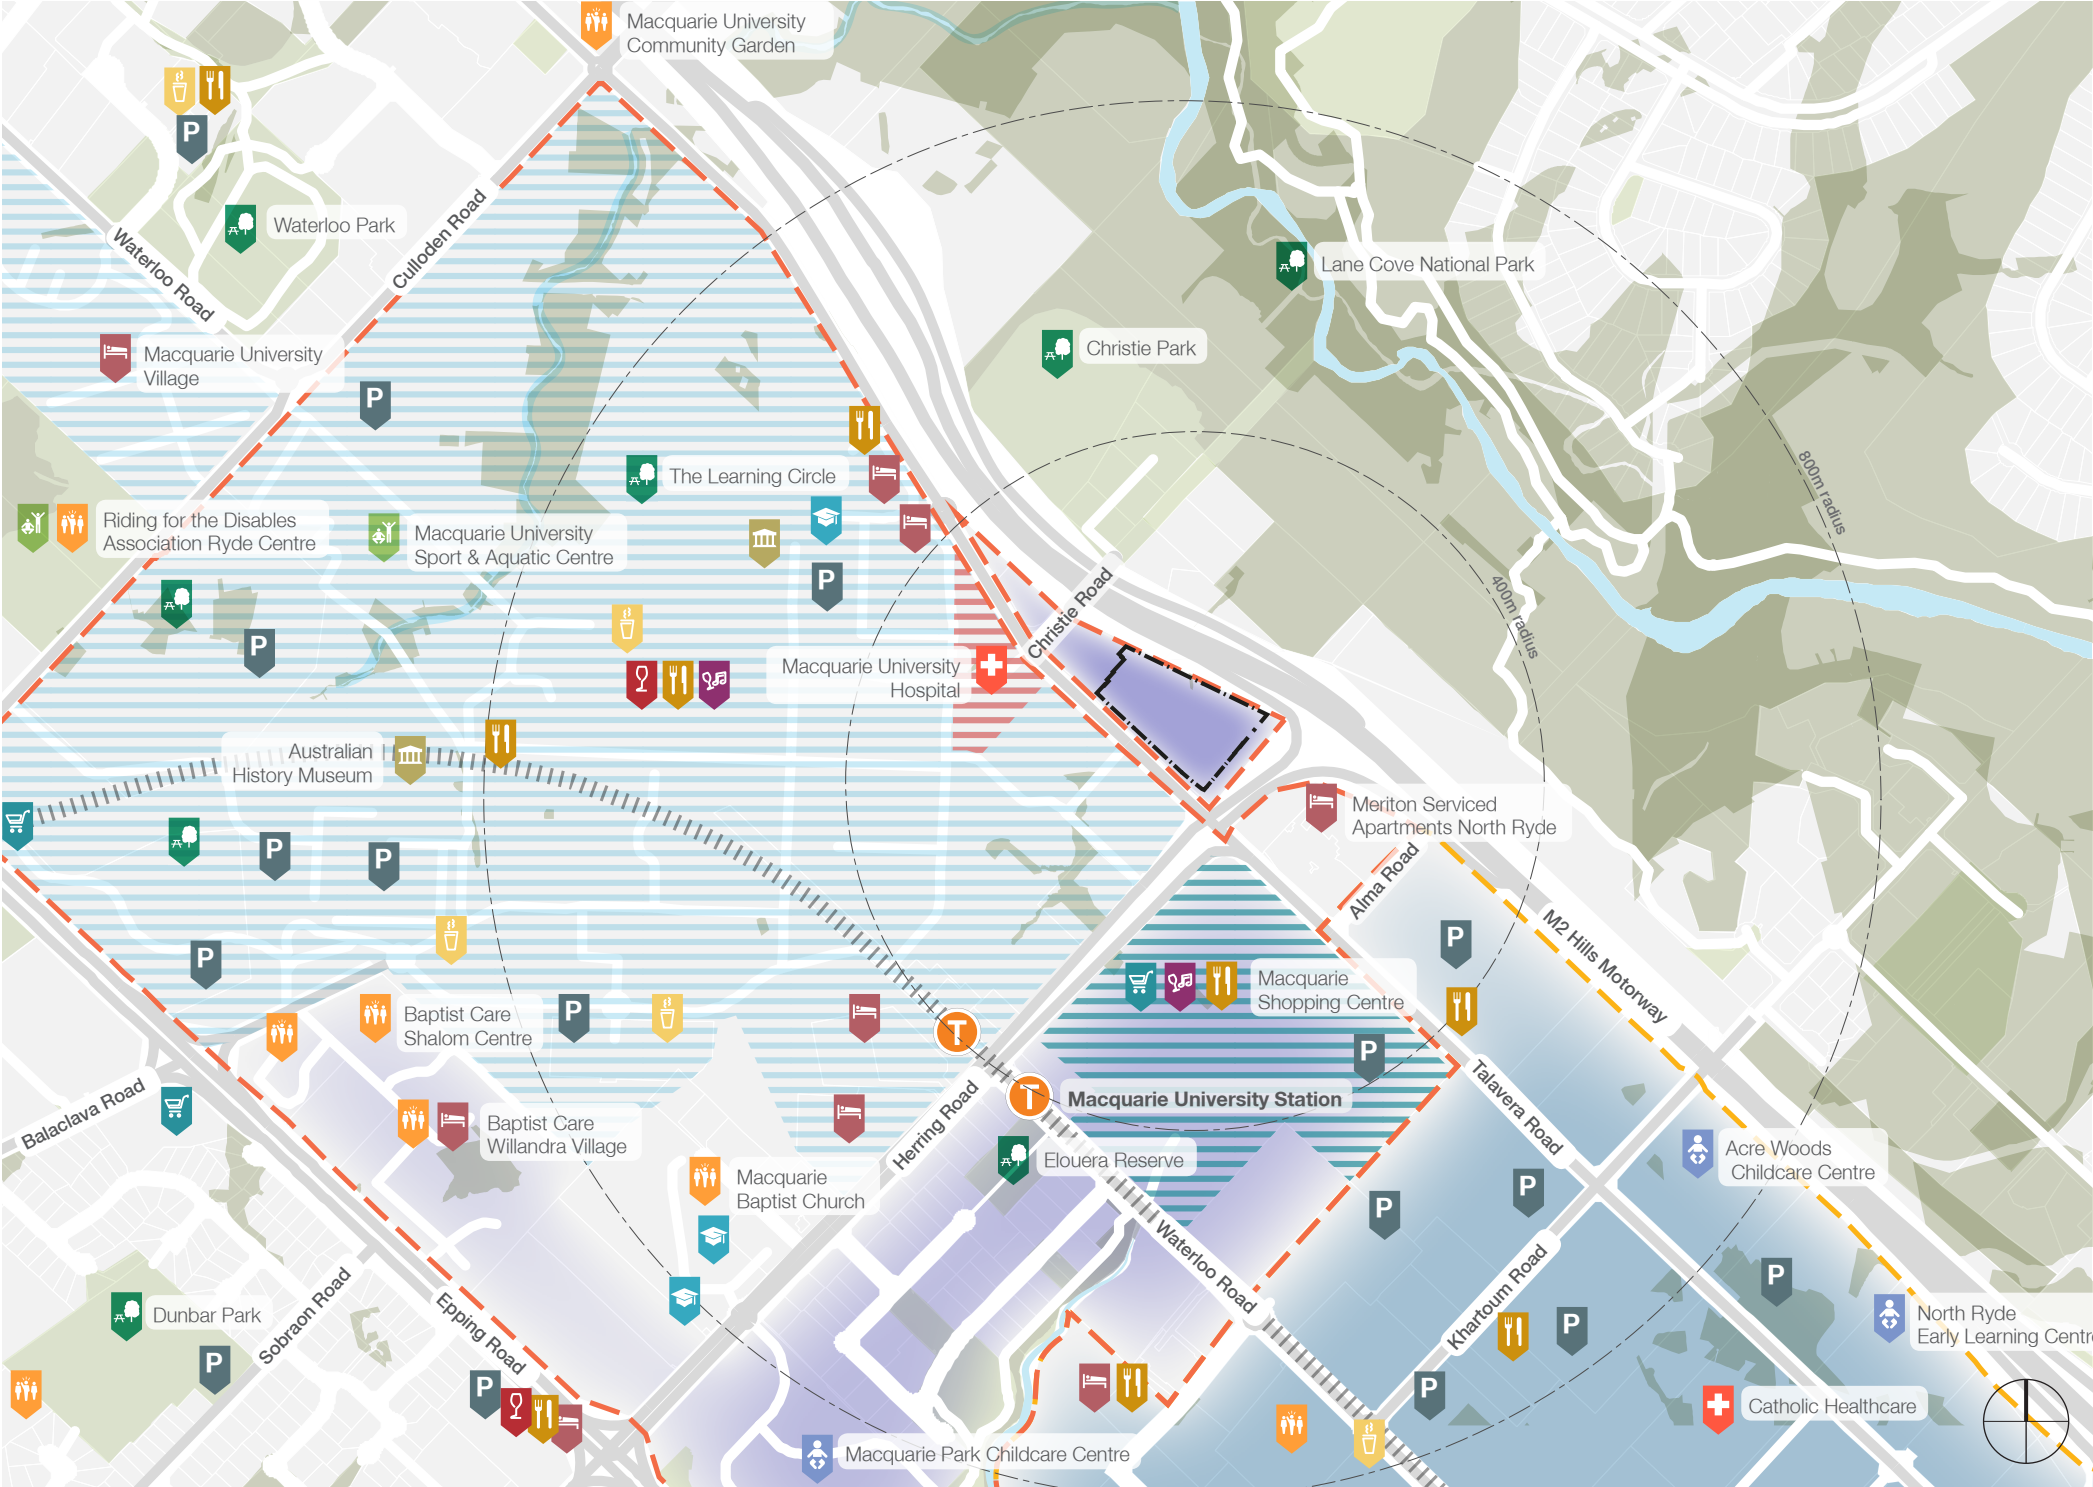 Macquarie University
Community Garden
P
Waterloo Park
Culloden Road
Waterloo Road
Lane Cove National Park
Christie Park
Macquarie University
Village
P
800m radius
The Learning Circle
Riding for the Disables
Association Ryde Centre
Macquarie University
Sport & Aquatic Centre
P
400m radius
Christie Road
P
Macquarie University
Hospital
Australian
History Museum
Meriton Serviced
Apartments North Ryde
P
P
Alma Road
P
M2 Hills Motorway
P
Macquarie
Shopping Centre
Baptist Care
Shalom Centre
P
T
P
Talavera Road
T
Macquarie University Station
Balaclava Road
Herring Road
Baptist Care
Willandra Village
Elouera Reserve
Acre Woods
Childcare Centre
Macquarie
Baptist Church
P
P
Waterloo Road
Khartoum Road
P
Dunbar Park
Sobraon Road
Epping Road
P
North Ryde
Early Learning Centr
P
P
P
Catholic Healthcare
Macquarie Park Childcare Centre